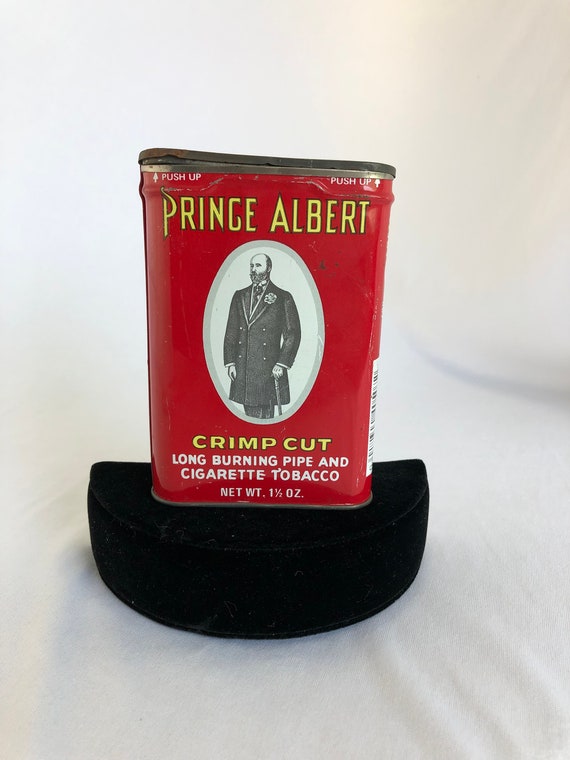 ↑ PUSH UP PUSH UP ↑
PRINCE ALBERT
CRIMP CUT
LONG BURNING PIPE AND
CIGARETTE TOBACCO
NET WT. 1½ OZ.